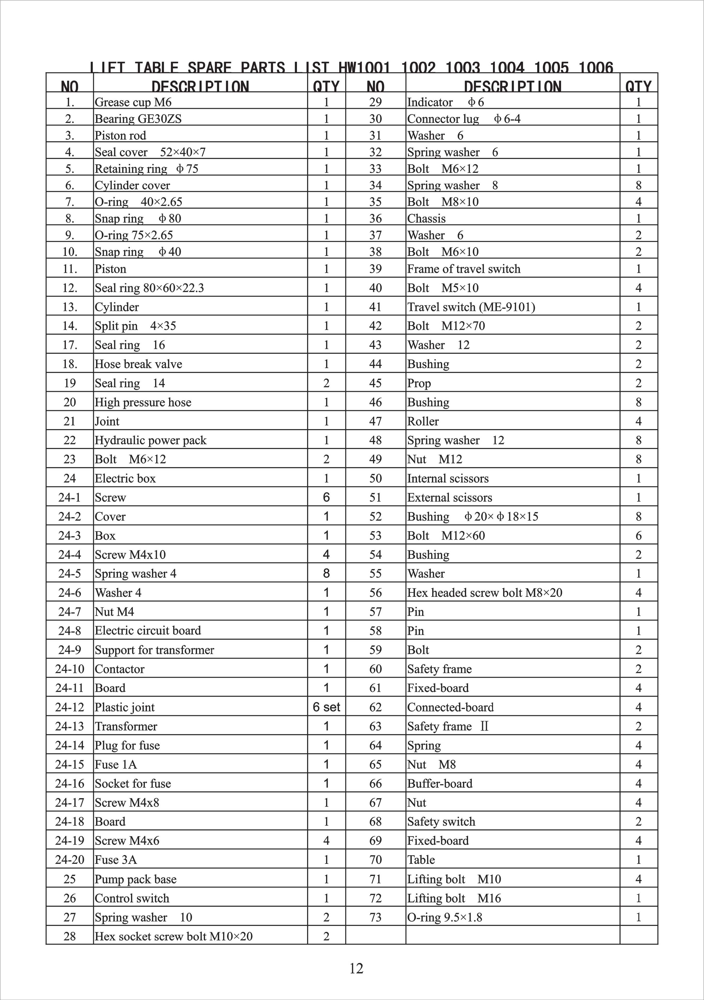 LIFT TABLE SPARE PARTS LIST HW1001 1002 1003 1004 1005 1006
NO DESCRIPTION QTY NO DESCRIPTION QTY
1. Grease cup M6 1 29 Indicator φ6 1
2. Bearing GE30ZS 1 30 Connector lug φ6-4 1
3. Piston rod 1 31 Washer 6 1
4. Seal cover 52×40×7 1 32 Spring washer 6 1
5. Retaining ring φ75 1 33 Bolt M6×12 1
6. Cylinder cover 1 34 Spring washer 8 8
7. O-ring 40×2.65 1 35 Bolt M8×10 4
8. Snap ring φ80 1 36 Chassis 1
9. O-ring 75×2.65 1 37 Washer 6 2
10. Snap ring φ40 1 38 Bolt M6×10 2
11. Piston 1 39 Frame of travel switch 1
12. Seal ring 80×60×22.3 1 40 Bolt M5×10 4
13. Cylinder 1 41 Travel switch (ME-9101) 1
14. Split pin 4×35 1 42 Bolt M12×70 2
17. Seal ring 16 1 43 Washer 12 2
18. Hose break valve 1 44 Bushing 2
19 Seal ring 14 2 45 Prop 2
20 High pressure hose 1 46 Bushing 8
21 Joint 1 47 Roller 4
22 Hydraulic power pack 1 48 Spring washer 12 8
23 Bolt M6×12 2 49 Nut M12 8
24 Electric box 1 50 Internal scissors 1
24-1 Screw 6 51 External scissors 1
24-2 Cover 1 52 Bushing φ20×φ18×15 8
24-3 Box 1 53 Bolt M12×60 6
24-4 Screw M4x10 4 54 Bushing 2
24-5 Spring washer 4 8 55 Washer 1
24-6 Washer 4 1 56 Hex headed screw bolt M8×20 4
24-7 Nut M4 1 57 Pin 1
24-8 Electric circuit board 1 58 Pin 1
24-9 Support for transformer 1 59 Bolt 2
24-10 Contactor 1 60 Safety frame 2
24-11 Board 1 61 Fixed-board 4
24-12 Plastic joint 6 set 62 Connected-board 4
24-13 Transformer 1 63 Safety frame Ⅱ 2
24-14 Plug for fuse 1 64 Spring 4
24-15 Fuse 1A 1 65 Nut M8 4
24-16 Socket for fuse 1 66 Buffer-board 4
24-17 Screw M4x8 1 67 Nut 4
24-18 Board 1 68 Safety switch 2
24-19 Screw M4x6 4 69 Fixed-board 4
24-20 Fuse 3A 1 70 Table 1
25 Pump pack base 1 71 Lifting bolt M10 4
26 Control switch 1 72 Lifting bolt M16 1
27 Spring washer 10 2 73 O-ring 9.5×1.8 1
28 Hex socket screw bolt M10×20 2
12